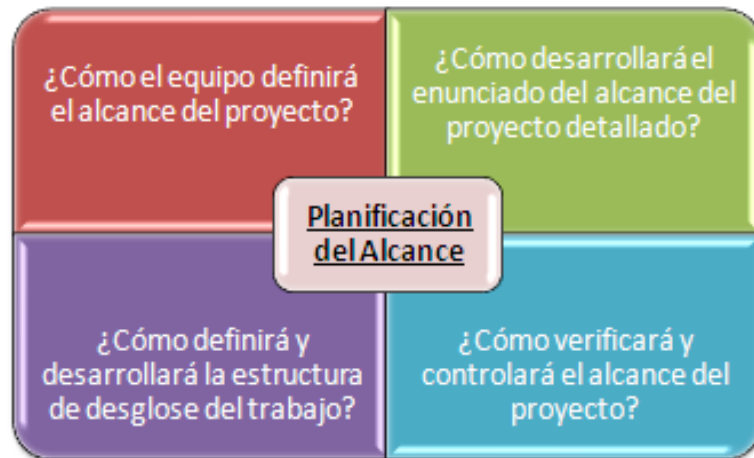 ¿Cómo el equipo definirá
el alcance del proyecto?
¿Cómo desarrollará el
enunciado del alcance del
proyecto detallado?
Planificación
del Alcance
¿Cómo definirá y
desarrollará la estructura
de desglose del trabajo?
¿Cómo verificará y
controlará el alcance del
proyecto?